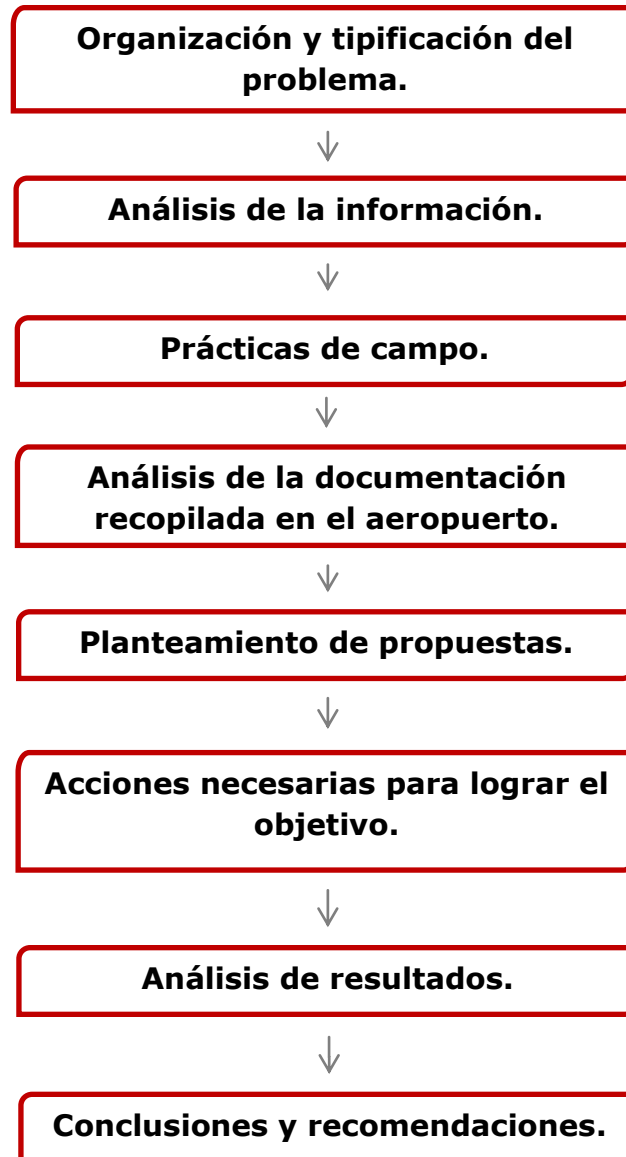 Organización y tipificación del
problema.
Análisis de la información.
Prácticas de campo.
Análisis de la documentación
recopilada en el aeropuerto.
Planteamiento de propuestas.
Acciones necesarias para lograr el
objetivo.
Análisis de resultados.
Conclusiones y recomendaciones.